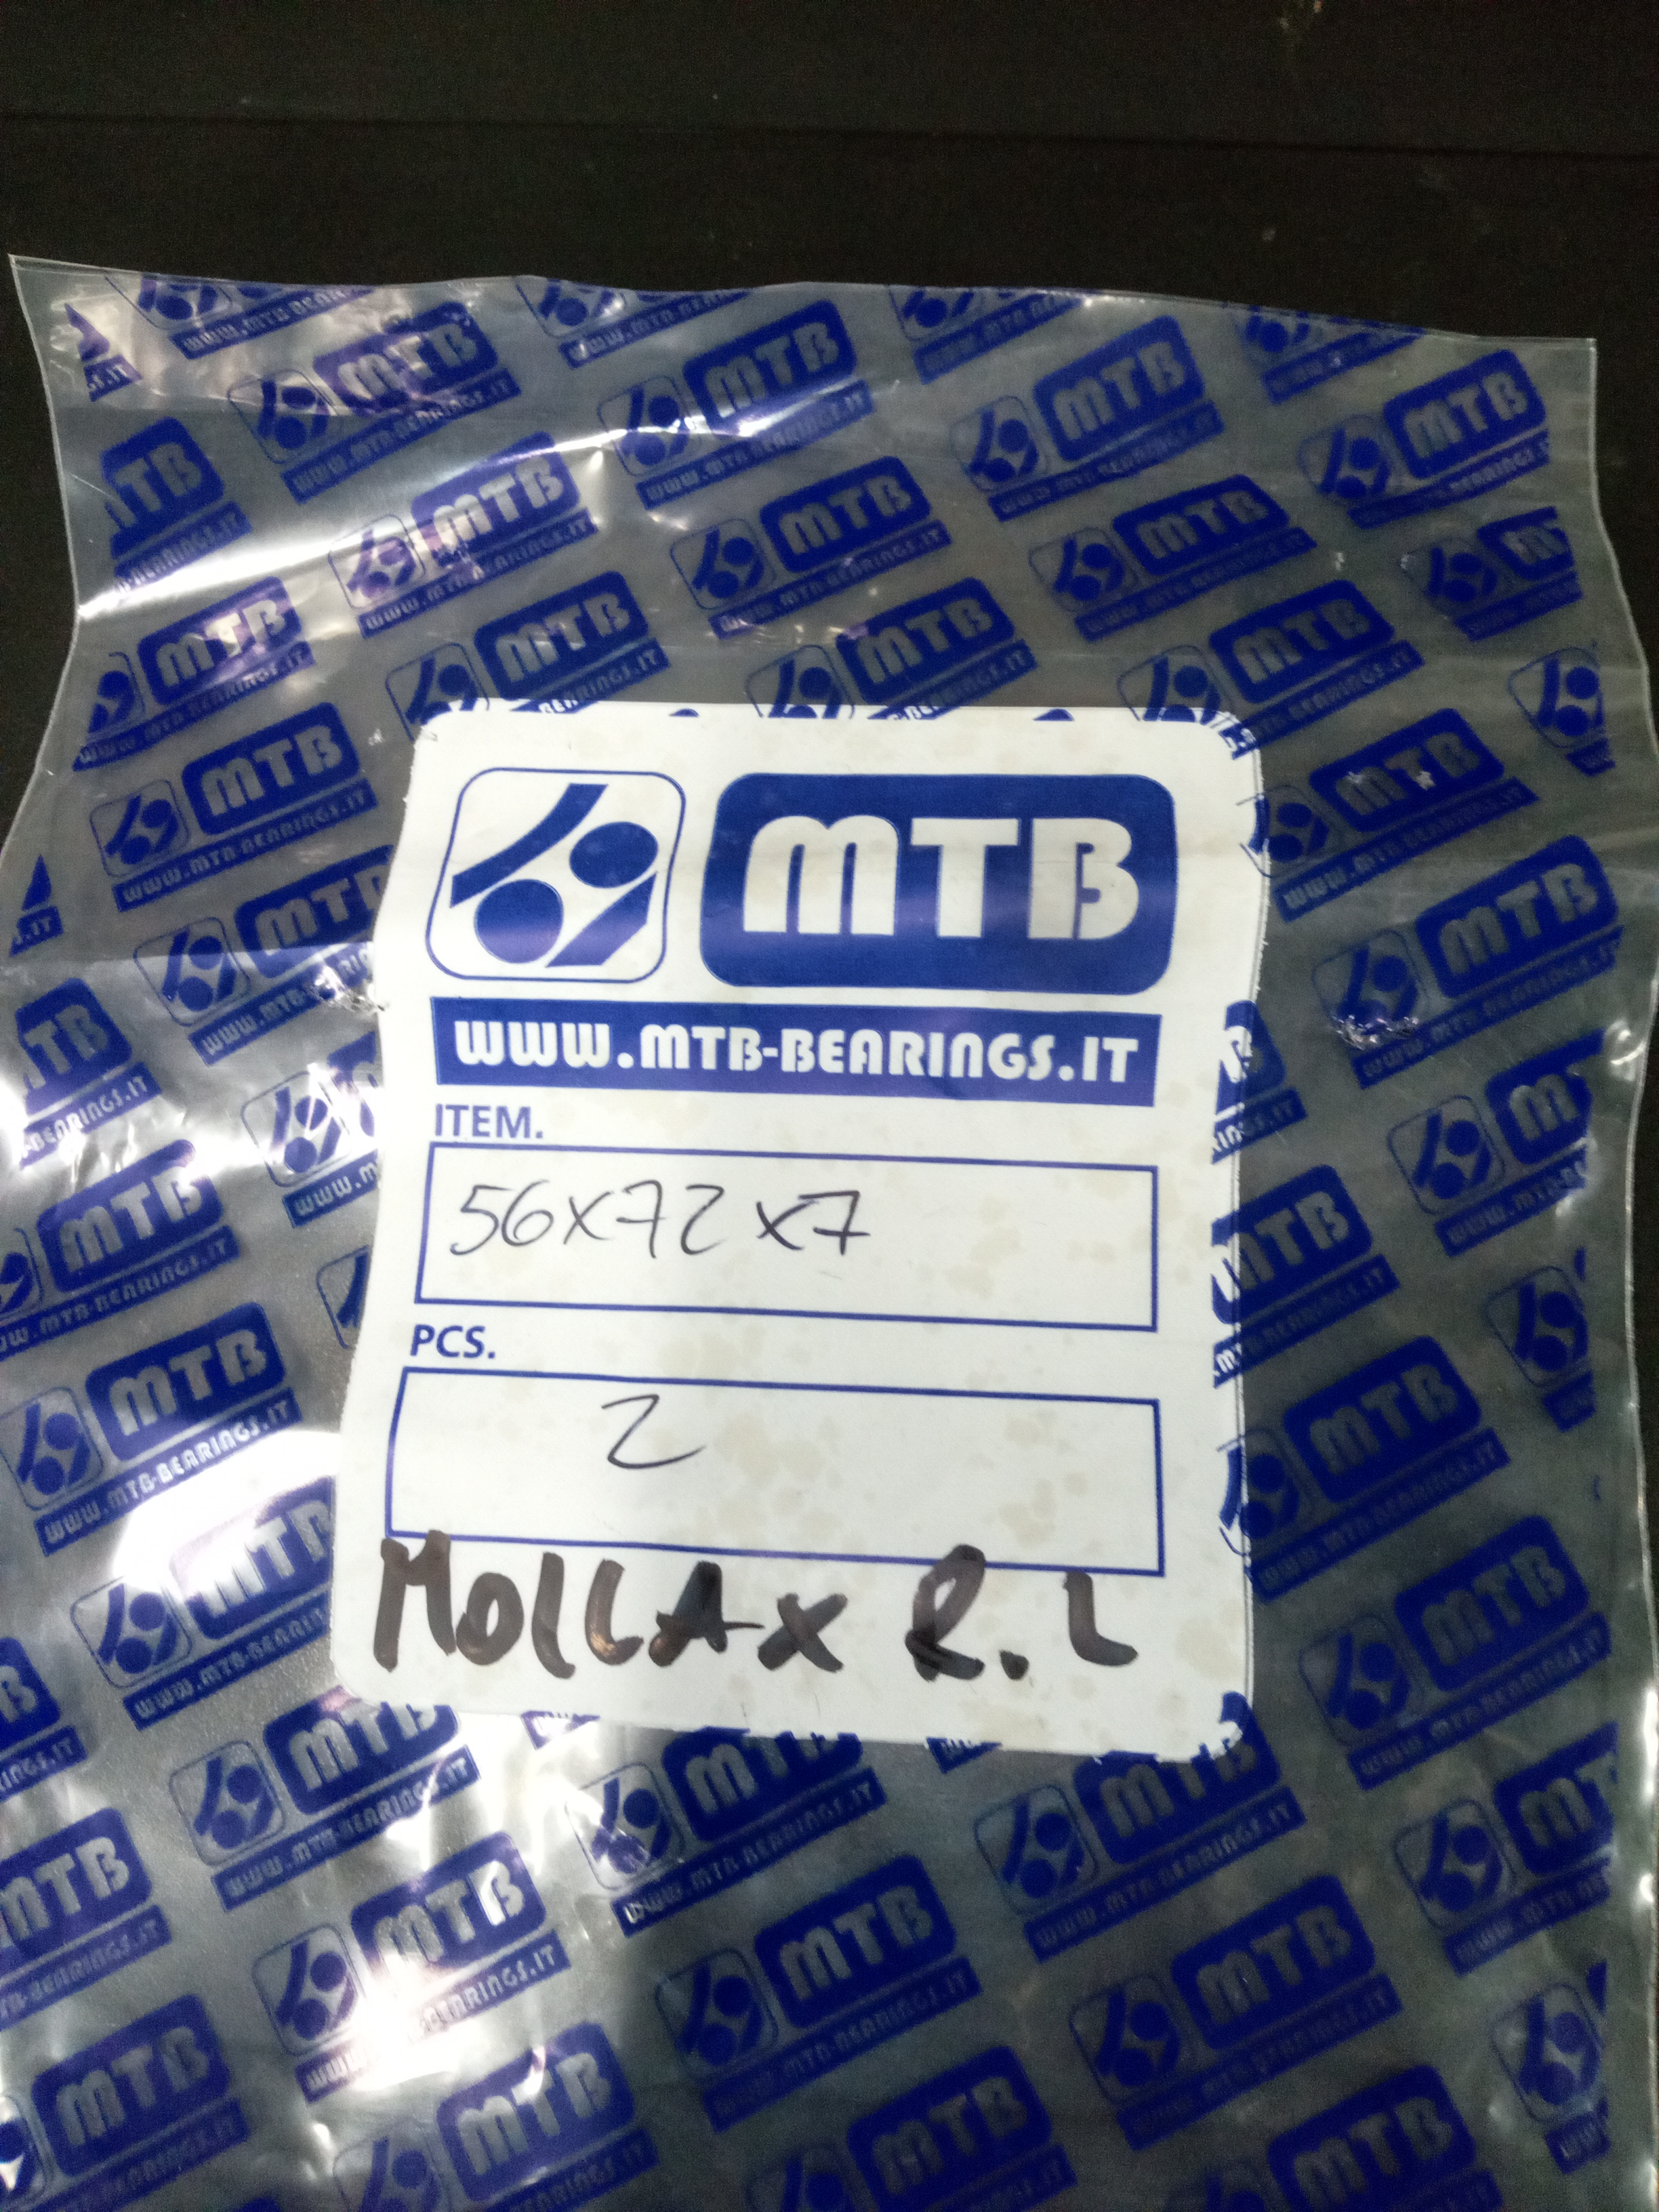 MTB
WWW.MTB-BEARINGS.IT
ITEM.
56x72x7
PCS.
2
MOLLA x R.L